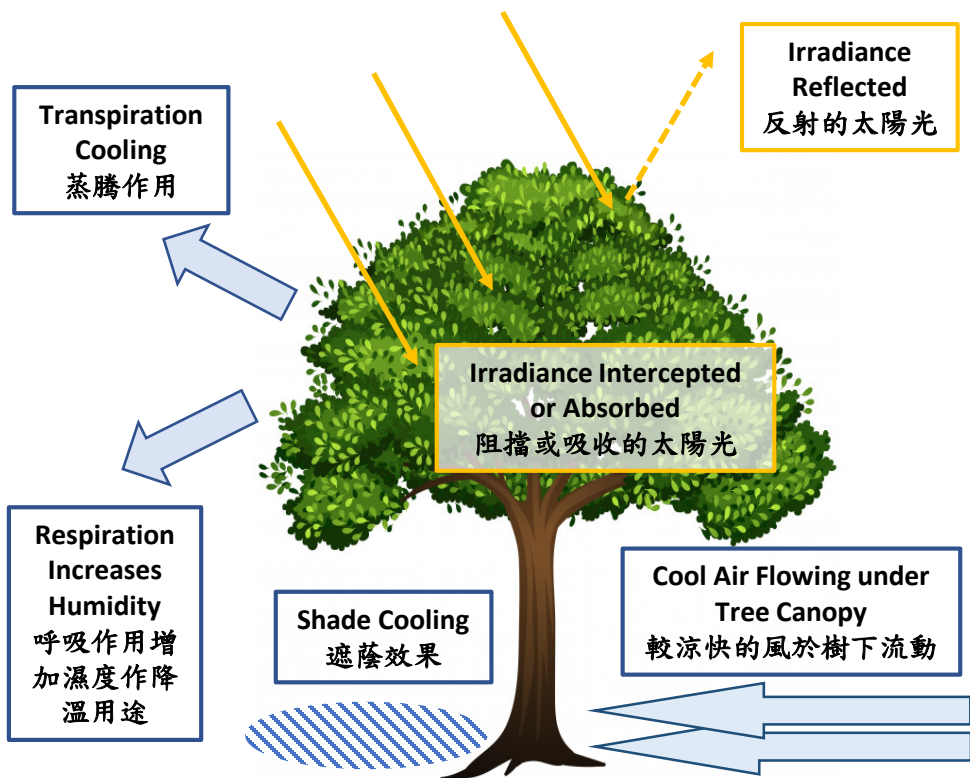 Irradiance
Reflected
反射的太陽光
Transpiration
Cooling
蒸騰作用
Irradiance Intercepted
or Absorbed
阻擋或吸收的太陽光
Respiration
Increases
Humidity
呼吸作用增
加濕度作降
溫用途
Shade Cooling
遮蔭效果
Cool Air Flowing under
Tree Canopy
較涼快的風於樹下流動